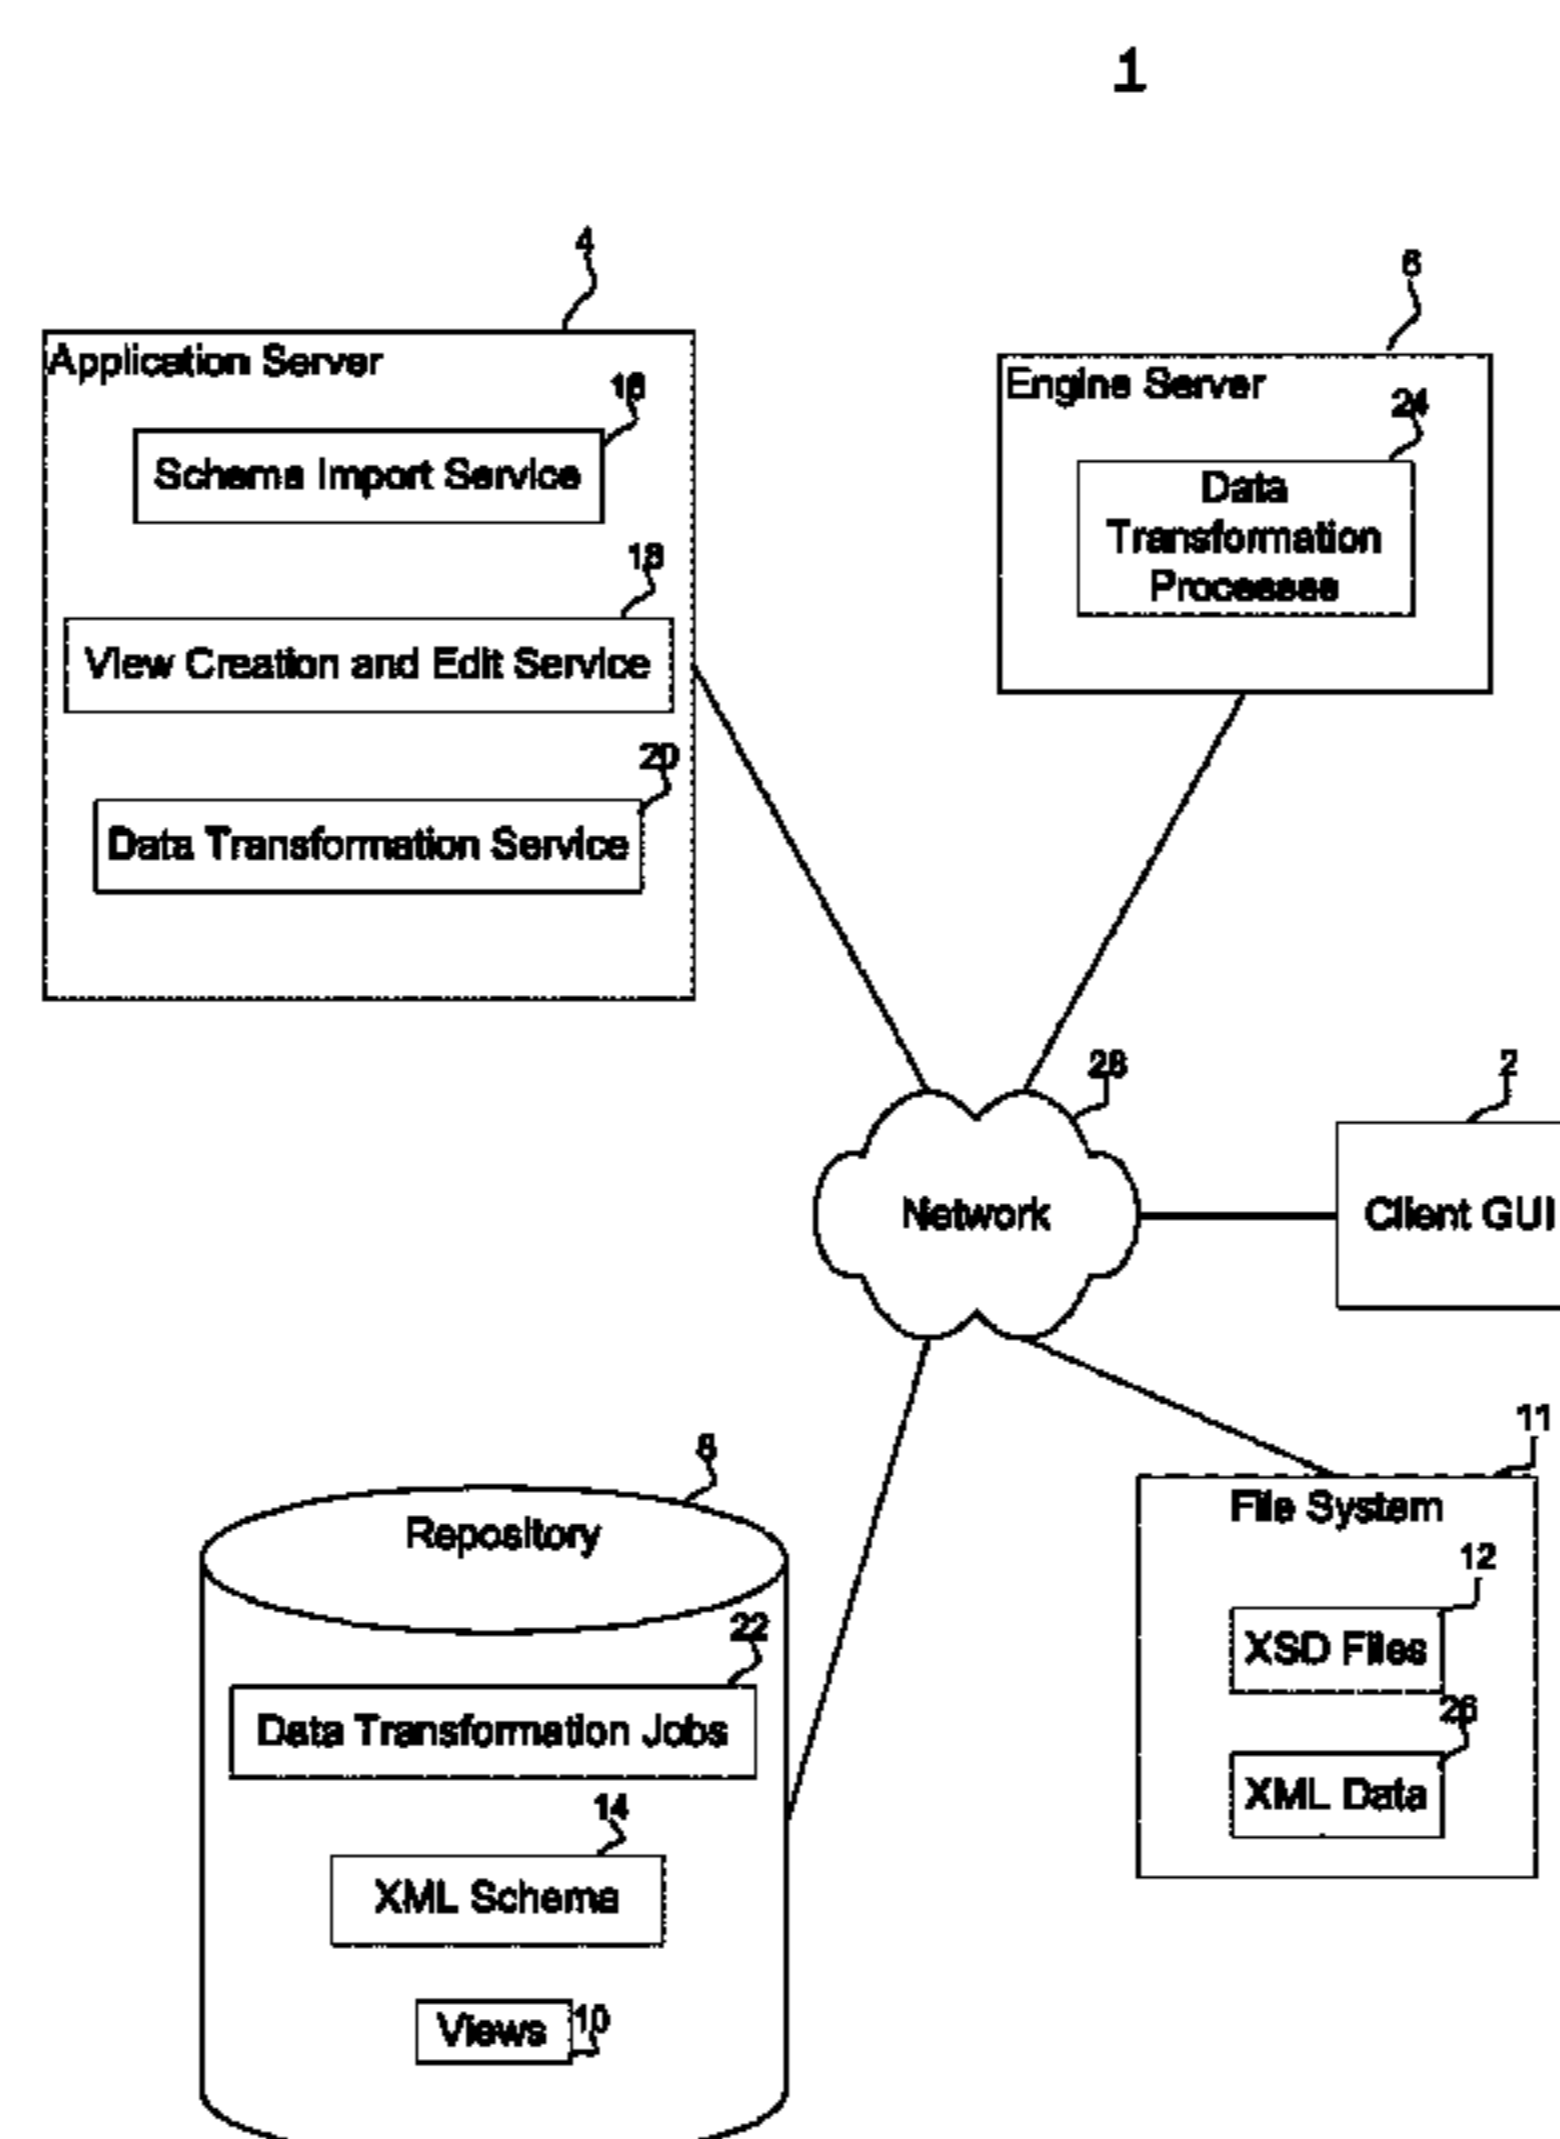 1
4
Application Server
16
Schema Import Service
18
View Creation and Edit Service
20
Data Transformation Service
6
Engine Server
24
Data
Transformation
Processes
28
Network
2
Client GUI
8
Repository
22
Data Transformation Jobs
14
XML Schema
Views
10
11
File System
12
XSD Files
26
XML Data